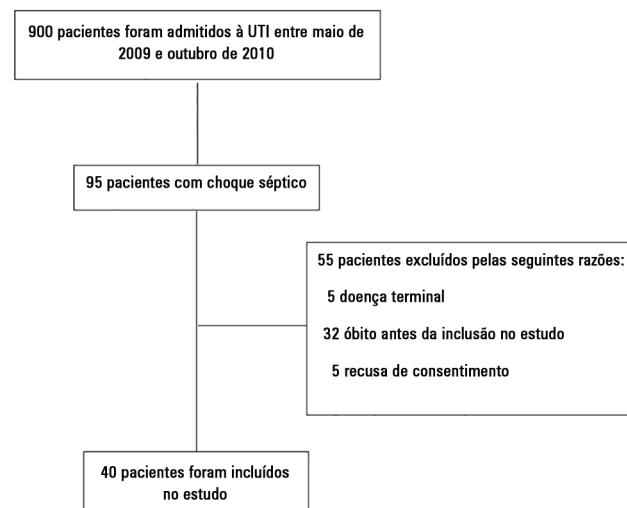 900 pacientes foram admitidos à UTI entre maio de
2009 e outubro de 2010
95 pacientes com choque séptico
55 pacientes excluídos pelas seguintes razões:
5 doença terminal
32 óbito antes da inclusão no estudo
5 recusa de consentimento
40 pacientes foram incluídos
no estudo